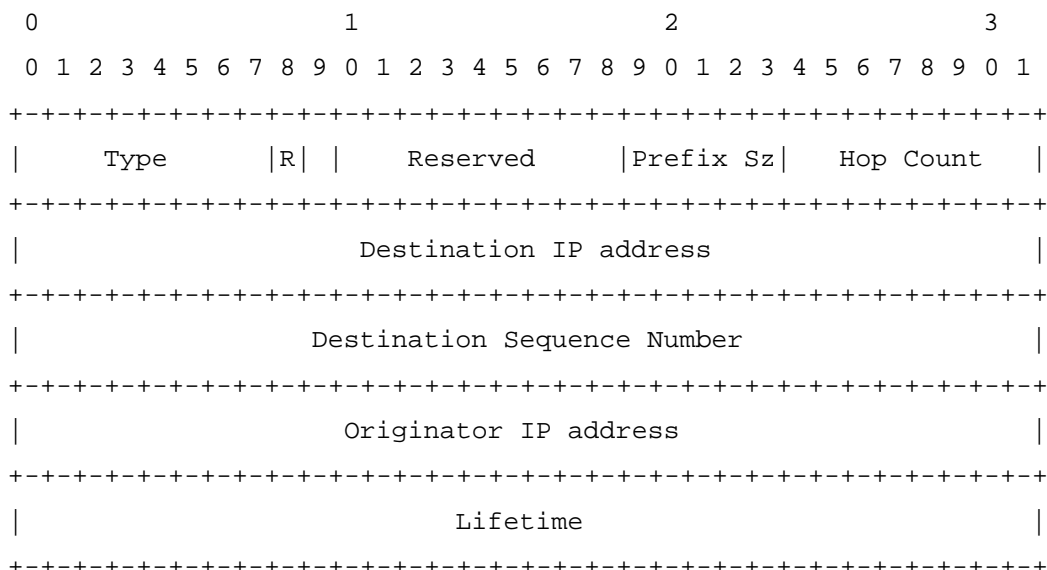 0                   1                   2                   3
 0 1 2 3 4 5 6 7 8 9 0 1 2 3 4 5 6 7 8 9 0 1 2 3 4 5 6 7 8 9 0 1
+-+-+-+-+-+-+-+-+-+-+-+-+-+-+-+-+-+-+-+-+-+-+-+-+-+-+-+-+-+-+-+-+
|     Type      |R| |    Reserved     |Prefix Sz|   Hop Count   |
+-+-+-+-+-+-+-+-+-+-+-+-+-+-+-+-+-+-+-+-+-+-+-+-+-+-+-+-+-+-+-+-+
|                     Destination IP address                    |
+-+-+-+-+-+-+-+-+-+-+-+-+-+-+-+-+-+-+-+-+-+-+-+-+-+-+-+-+-+-+-+-+
|                  Destination Sequence Number                  |
+-+-+-+-+-+-+-+-+-+-+-+-+-+-+-+-+-+-+-+-+-+-+-+-+-+-+-+-+-+-+-+-+
|                    Originator IP address                      |
+-+-+-+-+-+-+-+-+-+-+-+-+-+-+-+-+-+-+-+-+-+-+-+-+-+-+-+-+-+-+-+-+
|                           Lifetime                            |
+-+-+-+-+-+-+-+-+-+-+-+-+-+-+-+-+-+-+-+-+-+-+-+-+-+-+-+-+-+-+-+-+